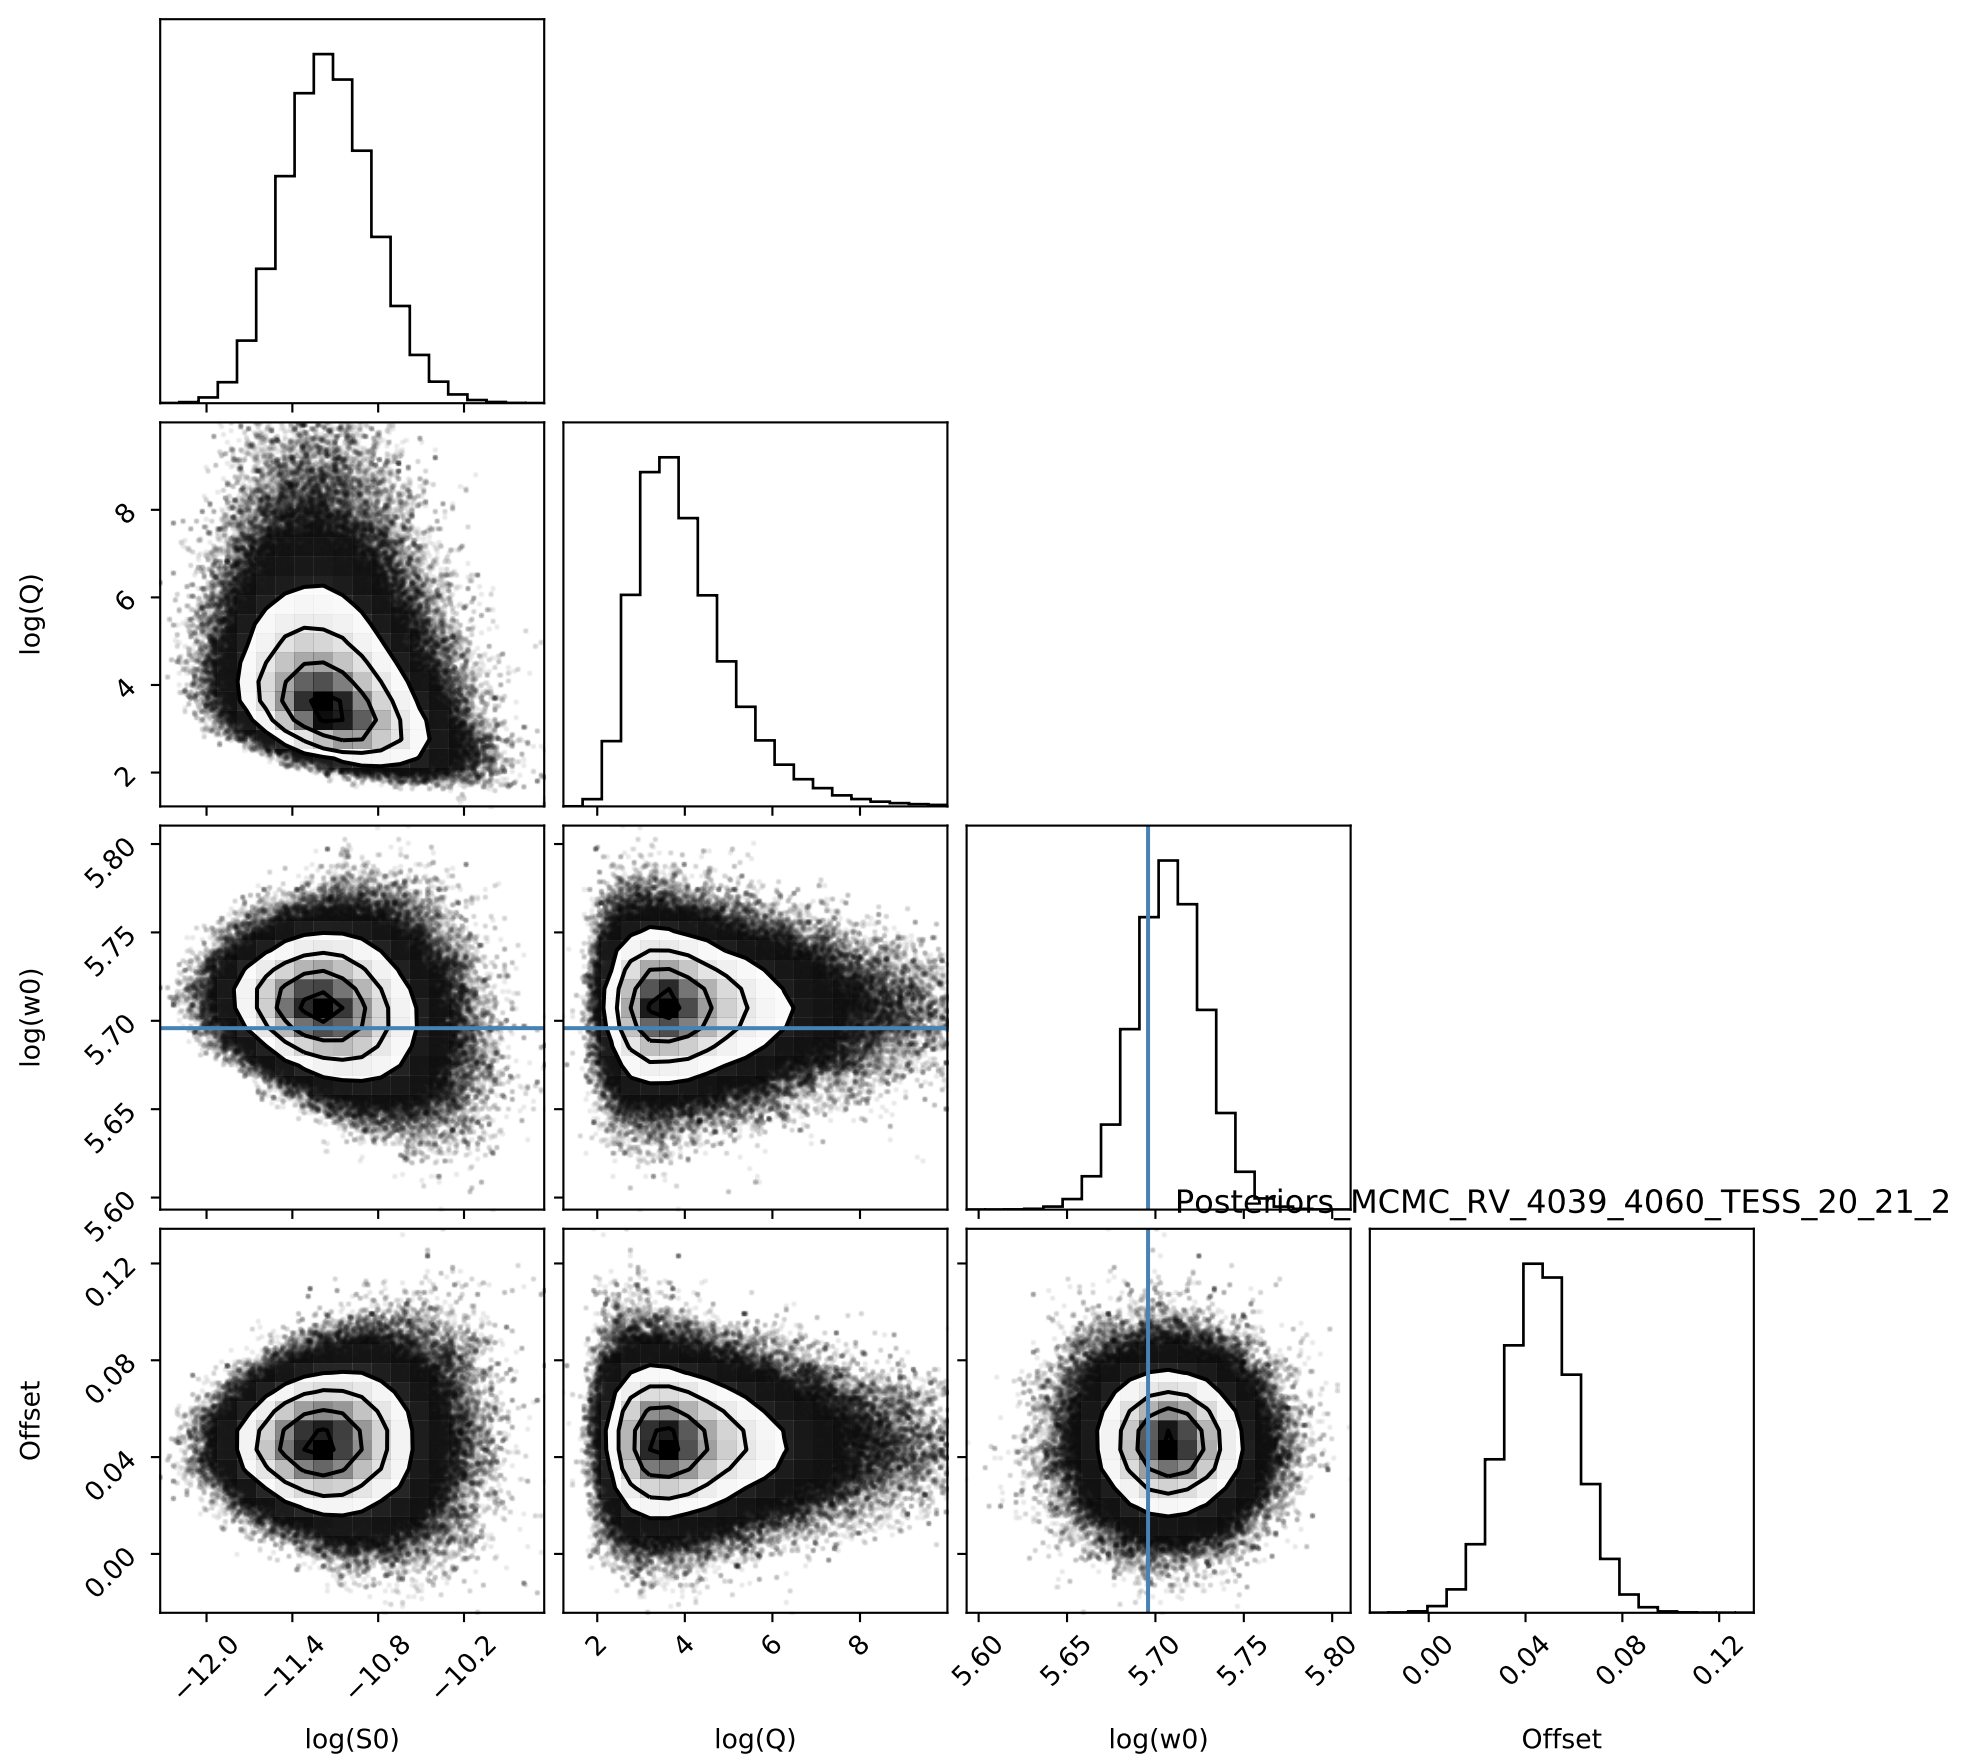 8
6
4
2
log(Q)
5.80
5.75
5.70
5.65
5.60
log(w0)
Posteriors_MCMC_RV_4039_4060_TESS_20_21_2
0.12
0.08
0.04
0.00
Offset
−12.0 −11.4 −10.8 −10.2 2 4 6 8 5.60 5.65 5.70 5.75 5.80 0.00 0.04 0.08 0.12
log(S0) log(Q) log(w0) Offset